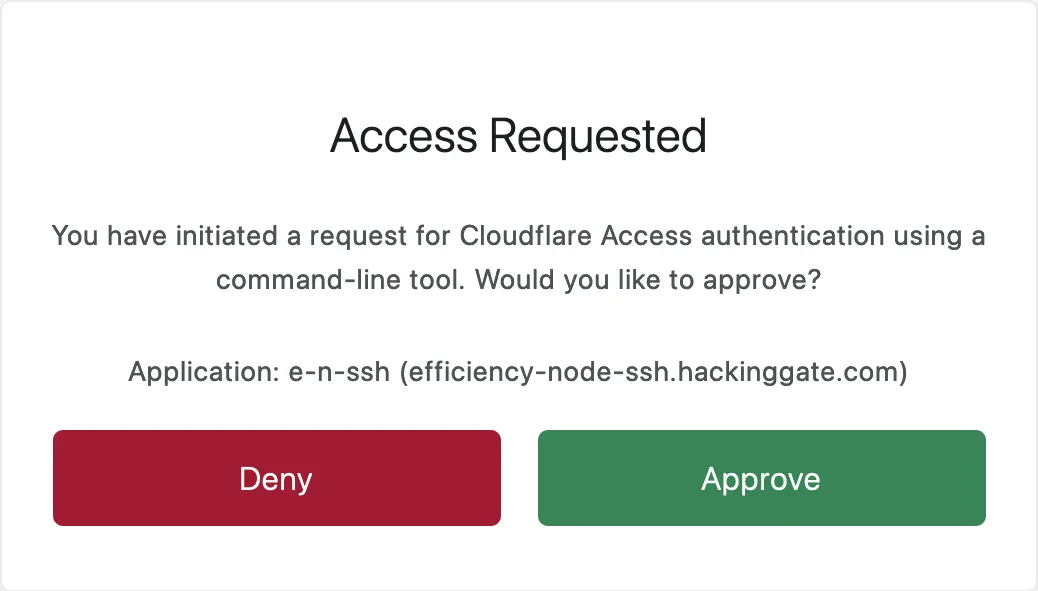 Access Requested
You have initiated a request for Cloudflare Access authentication using a
command-line tool. Would you like to approve?
Application: e-n-ssh (efficiency-node-ssh.hackinggate.com)
Deny
Approve